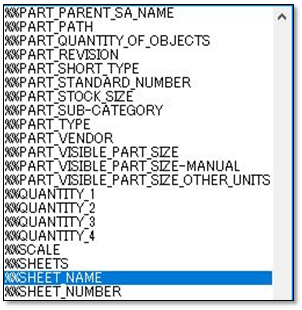 %%PART_PARENT_SA_NAME
%%PART_PATH
%%PART_QUANTITY_OF_OBJECTS
%%PART_REVISION
%%PART_SHORT_TYPE
%%PART_STANDARD_NUMBER
%%PART_STOCK_SIZE
%%PART_SUB-CATEGORY
%%PART_TYPE
%%PART_VENDOR
%%PART_VISIBLE_PART_SIZE
%%PART_VISIBLE_PART_SIZE-MANUAL
%%PART_VISIBLE_PART_SIZE_OTHER_UNITS
%%QUANTITY_1
%%QUANTITY_2
%%QUANTITY_3
%%QUANTITY_4
%%SCALE
%%SHEETS
%%SHEET_NAME
%%SHEET_NUMBER